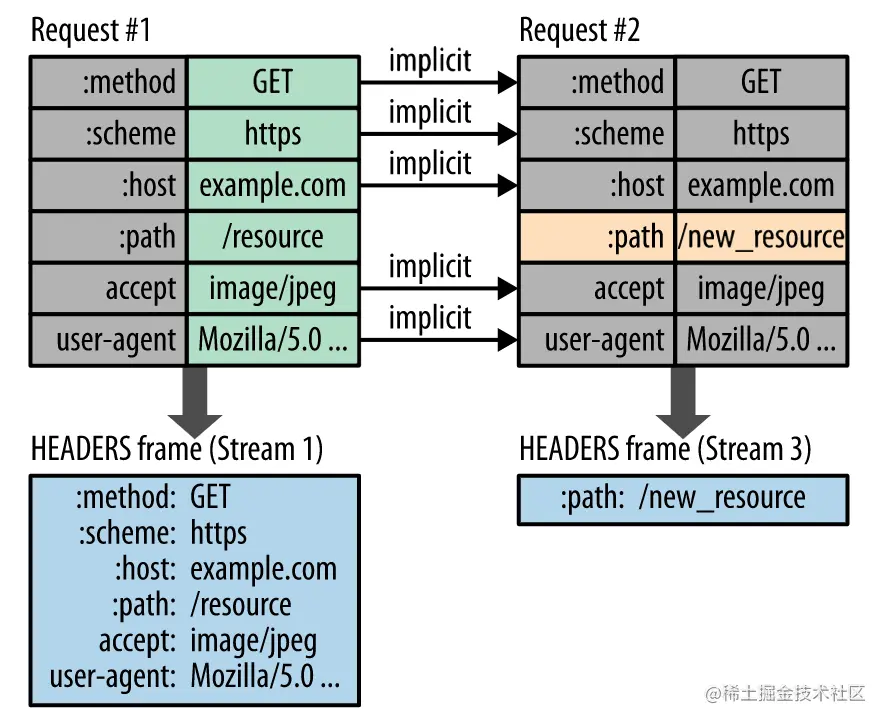 Request #1
:method GET
:scheme https
:host example.com
:path /resource
accept image/jpeg
user-agent Mozilla/5.0 ...
implicit
implicit
implicit
implicit
implicit
Request #2
:method GET
:scheme https
:host example.com
:path /new_resource
accept image/jpeg
user-agent Mozilla/5.0 ...
HEADERS frame (Stream 1)
:method: GET
:scheme: https
:host: example.com
:path: /resource
accept: image/jpeg
user-agent: Mozilla/5.0 ...
HEADERS frame (Stream 3)
:path: /new_resource
@稀土掘金技术社区